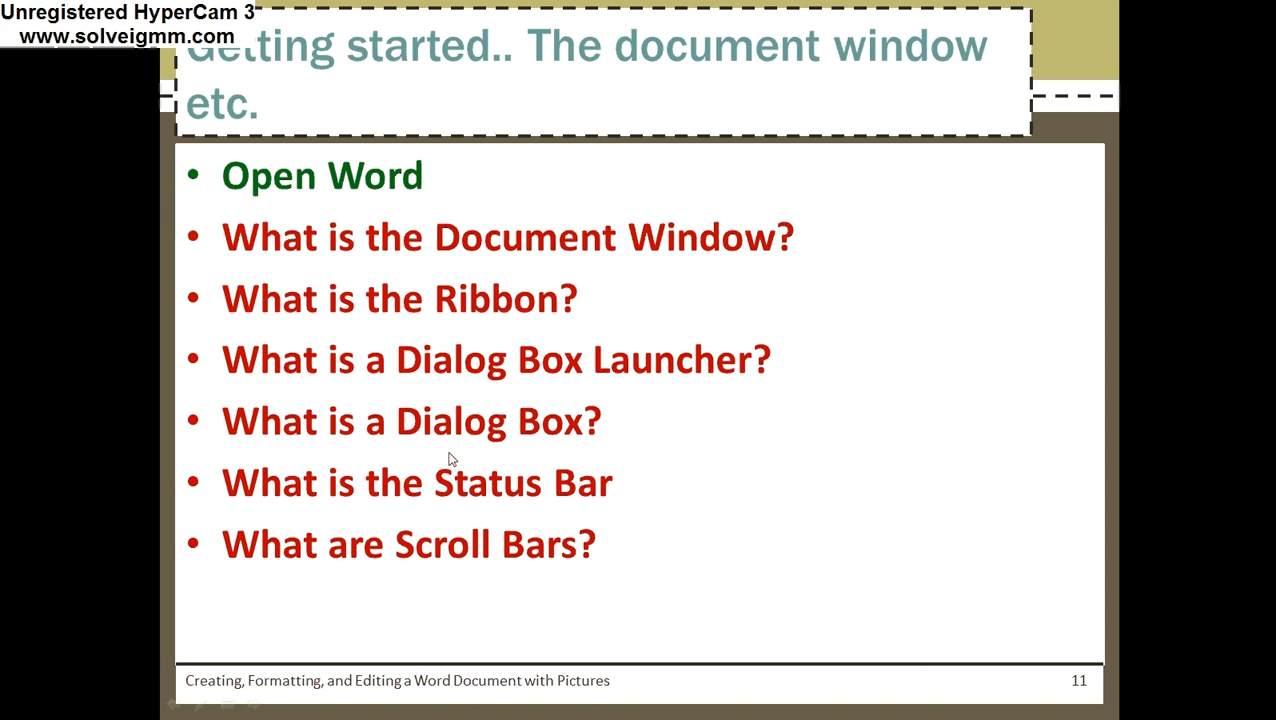 Unregistered HyperCam 3
www.solveigmm.com
Getting started.. The document window
etc.
• Open Word
• What is the Document Window?
• What is the Ribbon?
• What is a Dialog Box Launcher?
• What is a Dialog Box?
• What is the Status Bar
• What are Scroll Bars?
Creating, Formatting, and Editing a Word Document with Pictures
11